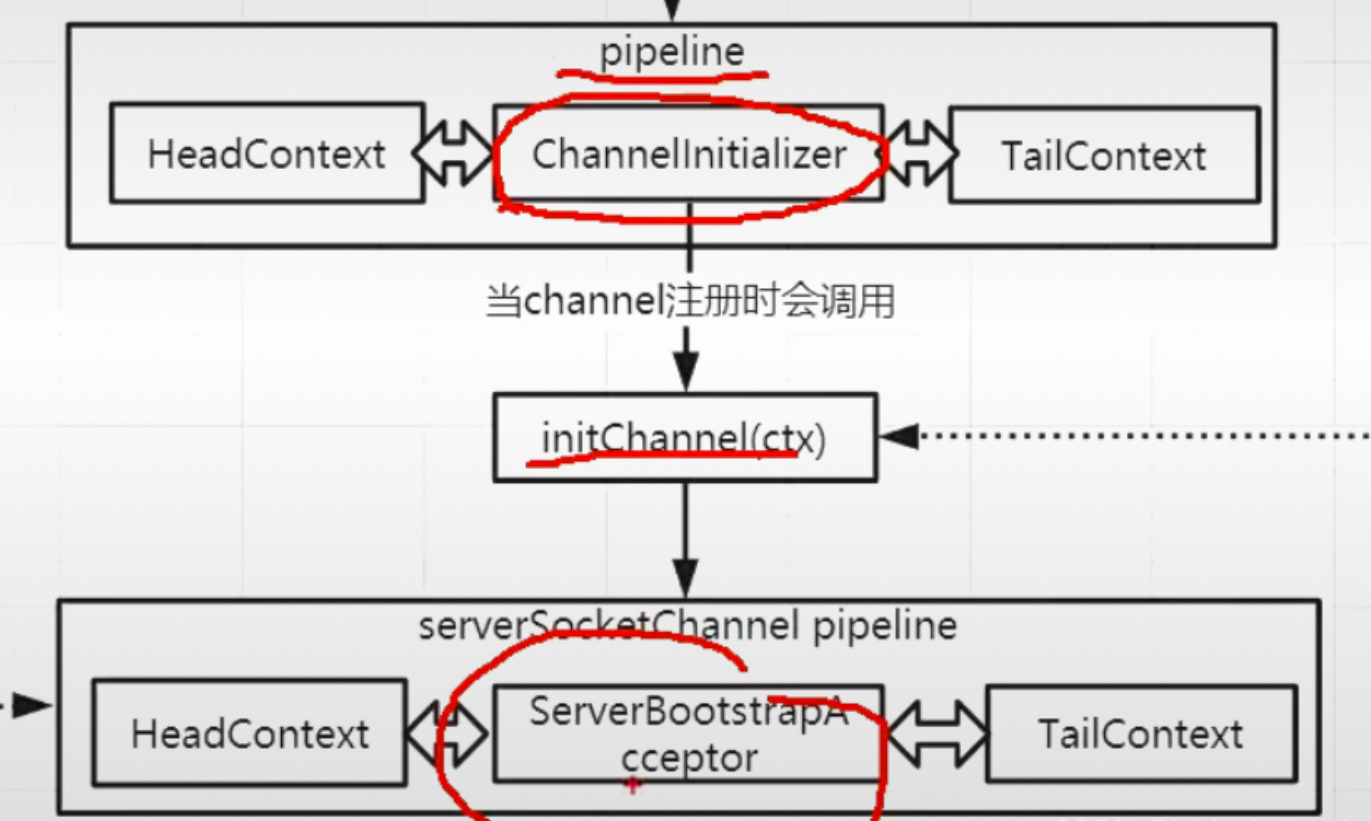 pipeline
HeadContext
ChannelInitializer
TailContext
当channel注册时会调用
initChannel(ctx)
serverSocketChannel pipeline
HeadContext
ServerBootstrapA
cceptor
TailContext